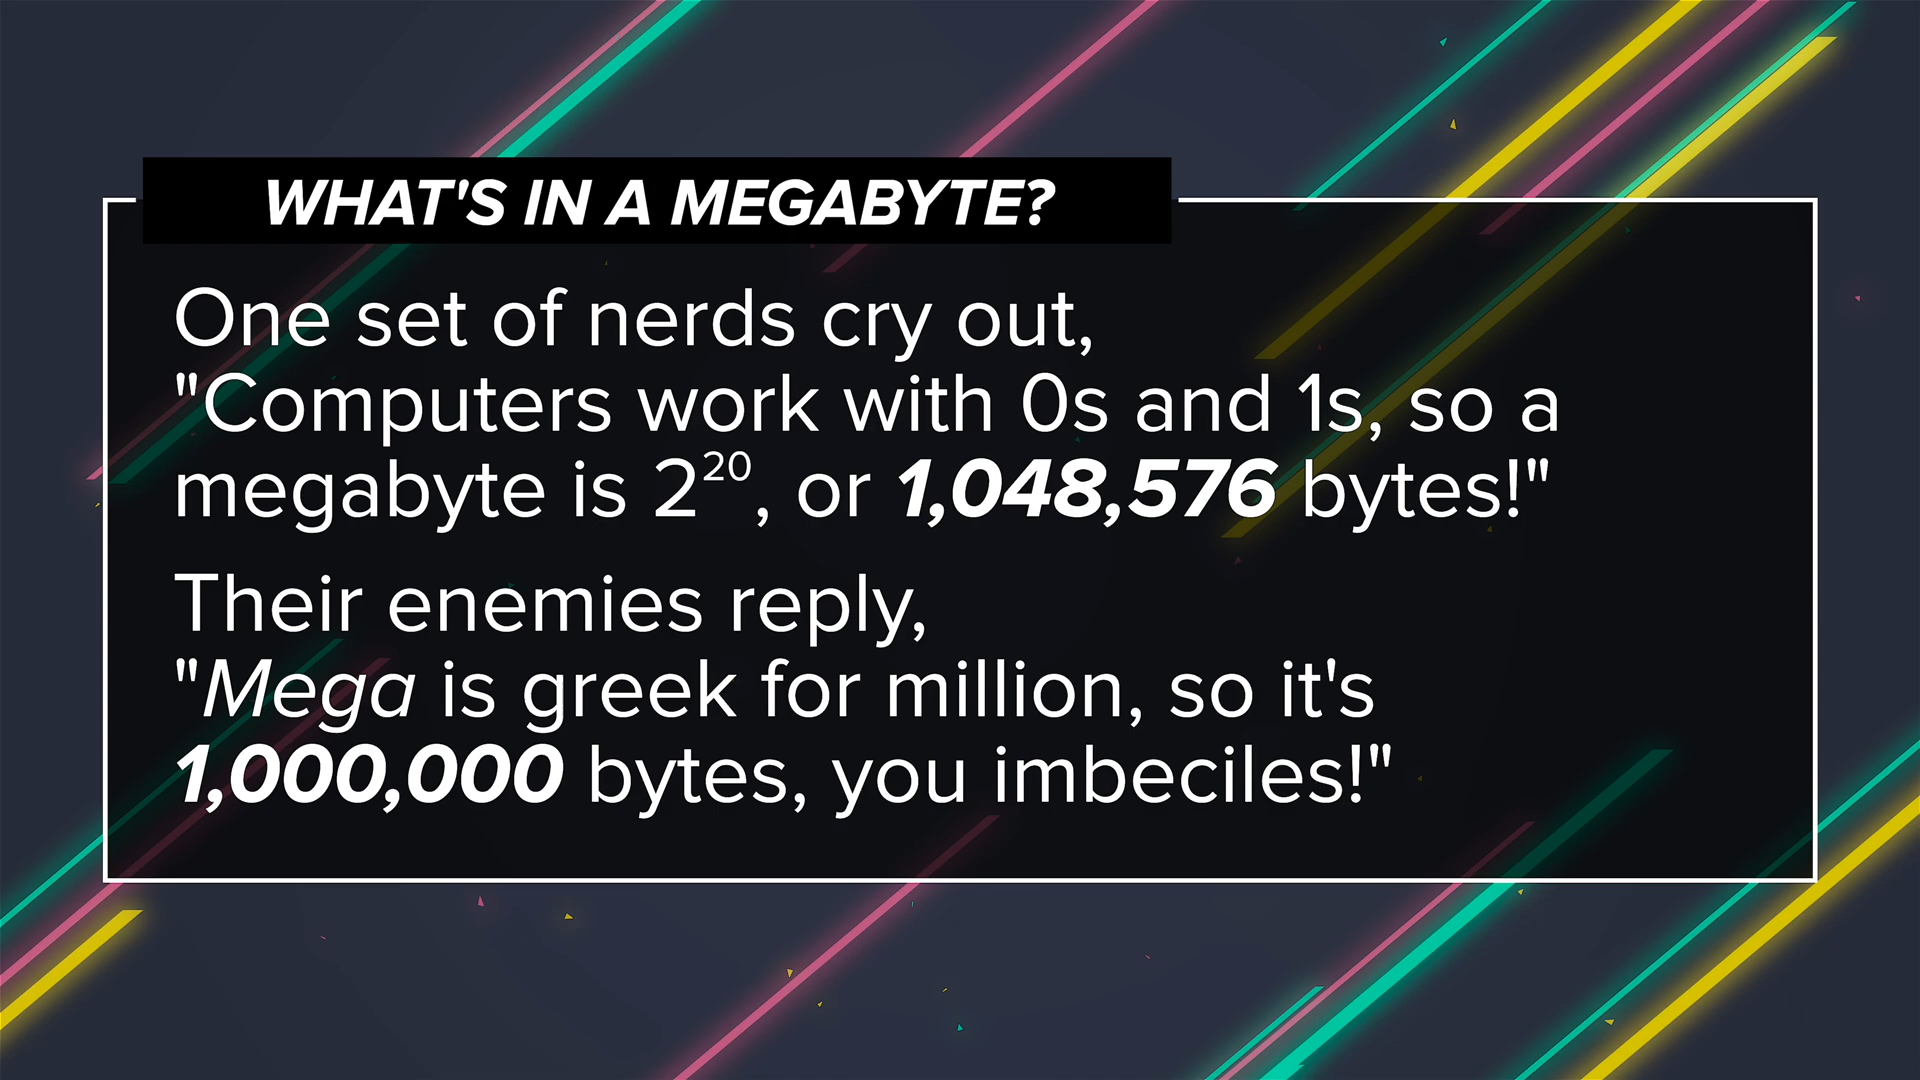 WHAT'S IN A MEGABYTE?
One set of nerds cry out,
"Computers work with 0s and 1s, so a
megabyte is 2²⁰, or 1,048,576 bytes!"
Their enemies reply,
"Mega is greek for million, so it's
1,000,000 bytes, you imbeciles!"